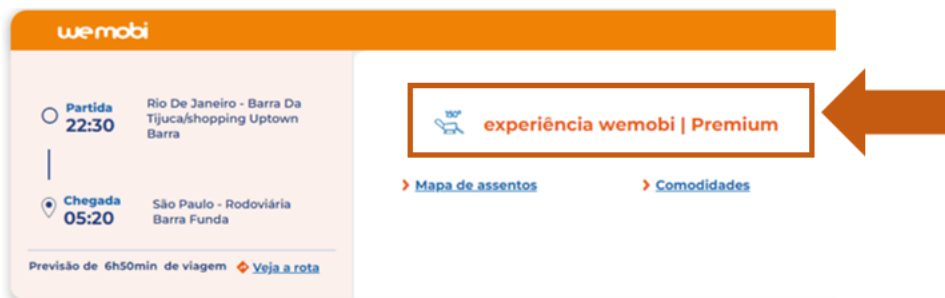 wemobi
Partida
22:30
Rio De Janeiro - Barra Da
Tijuca/shopping Uptown
Barra
Chegada
05:20
São Paulo - Rodoviária
Barra Funda
Previsão de 6h50min de viagem Veja a rota
150°
experiência wemobi | Premium
Mapa de assentos
Comodidades